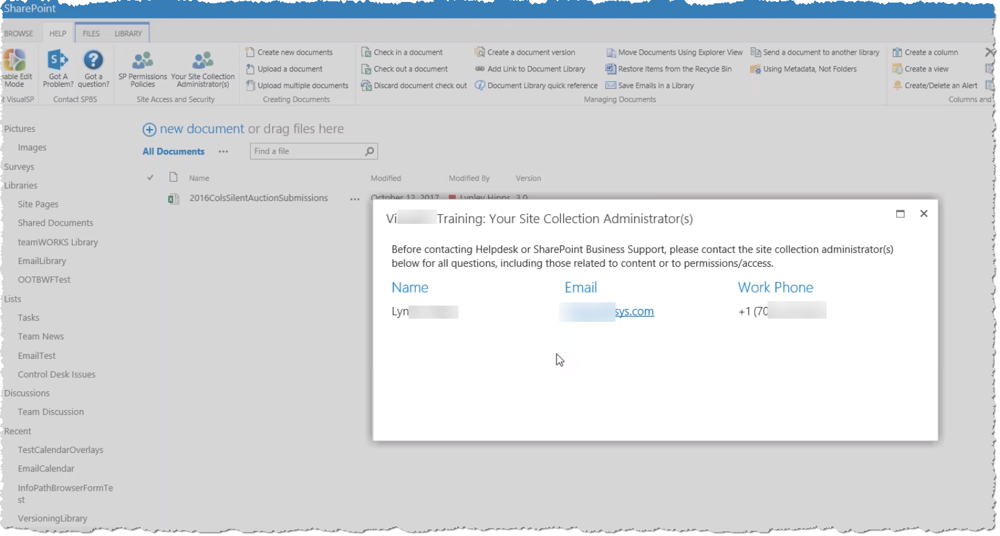 SharePoint
BROWSE HELP FILES LIBRARY
Create new documents
Check in a document
Create a document version
Move Documents Using Explorer View
Send a document to another library
Create a column
Upload a document
Check out a document
Add Link to Document Library
Restore Items from the Recycle Bin
Using Metadata, Not Folders
Create a view
Upload multiple documents
Discard document check out
Document Library quick reference
Save Emails in a Library
Create/Delete an Alert
able Edit
Mode
Got A
Problem?
Got a
question?
SP Permissions
Policies
Your Site Collection
Administrator(s)
t VisualSP
Contact SPBS
Site Access and Security
Creating Documents
Managing Documents
Columns and
Pictures
Images
Surveys
Libraries
Site Pages
Shared Documents
teamWORKS Library
EmailLibrary
OOTBWFTest
Lists
Tasks
Team News
EmailTest
Control Desk Issues
Discussions
Team Discussion
Recent
TestCalendarOverlays
EmailCalendar
InfoPathBrowserFormTe
st
VersioningLibrary
new document or drag files here
All Documents ... Find a file
Name Modified Modified By Version
2016ColsSilentAuctionSubmissions ... October 12, 2017 Lynley Hipps 3.0
Vi Training: Your Site Collection Administrator(s)
Before contacting Helpdesk or SharePoint Business Support, please contact the site collection administrator(s)
below for all questions, including those related to content or to permissions/access.
Name Email Work Phone
Lyn sys.com +1 (70